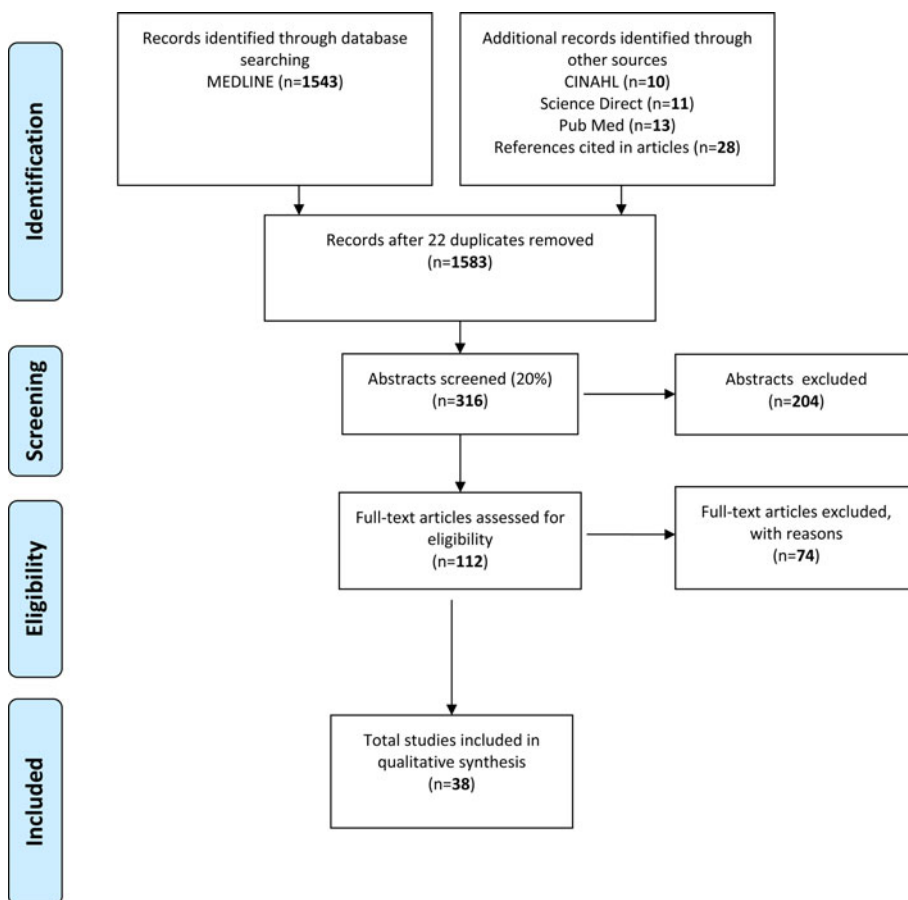 Identification
Records identified through database
searching
MEDLINE (n=1543)
Additional records identified through
other sources
CINAHL (n=10)
Science Direct (n=11)
Pub Med (n=13)
References cited in articles (n=28)
Records after 22 duplicates removed
(n=1583)
Screening
Abstracts screened (20%)
(n=316)
Abstracts excluded
(n=204)
Eligibility
Full-text articles assessed for
eligibility
(n=112)
Full-text articles excluded,
with reasons
(n=74)
Included
Total studies included in
qualitative synthesis
(n=38)